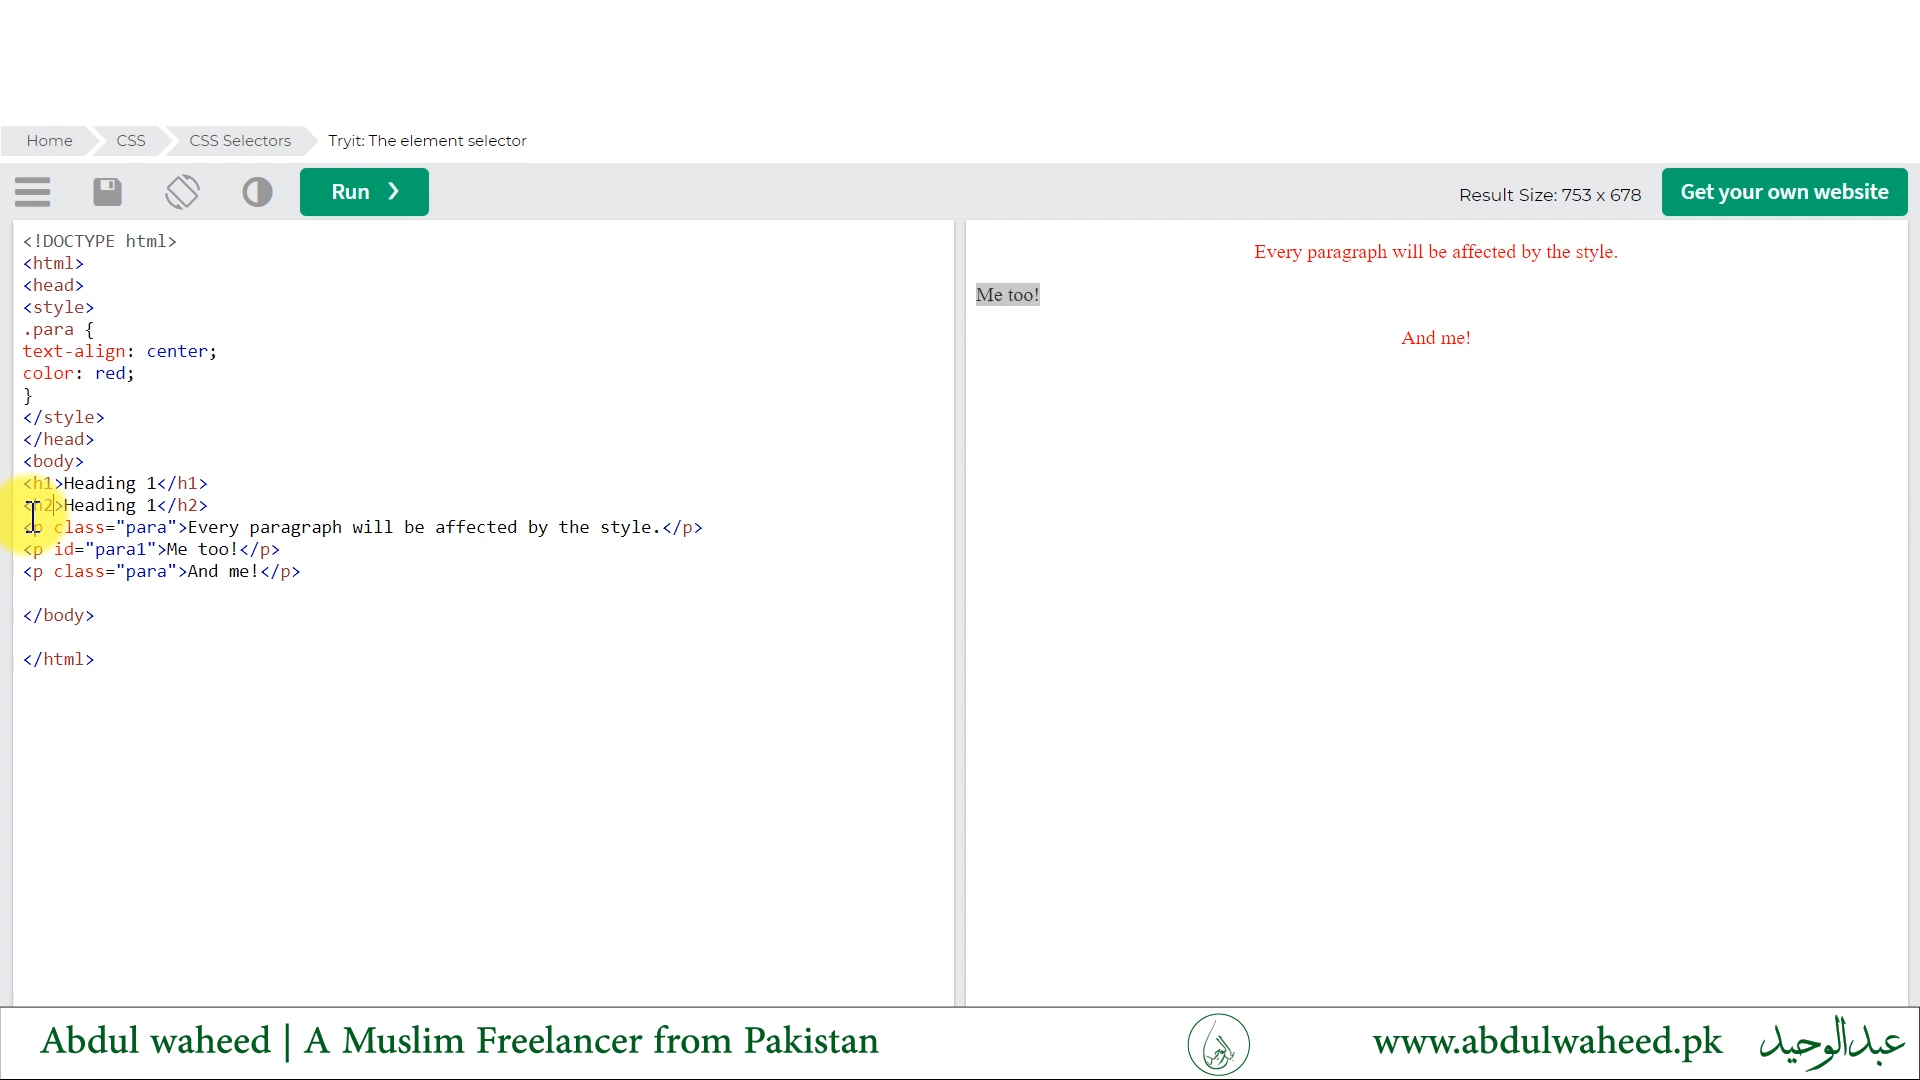 Home CSS CSS Selectors Tryit: The element selector
Run ❯ Result Size: 753 x 678 Get your own website
<!DOCTYPE html>
<html>
<head>
<style>
.para {
text-align: center;
color: red;
}
</style>
</head>
<body>
<h1>Heading 1</h1>
<h2>Heading 1</h2>
<p class="para">Every paragraph will be affected by the style.</p>
<p id="para1">Me too!</p>
<p class="para">And me!</p>
</body>
</html>
Every paragraph will be affected by the style.
Me too!
And me!
Abdul waheed | A Muslim Freelancer from Pakistan www.abdulwaheed.pk عبدالوحید